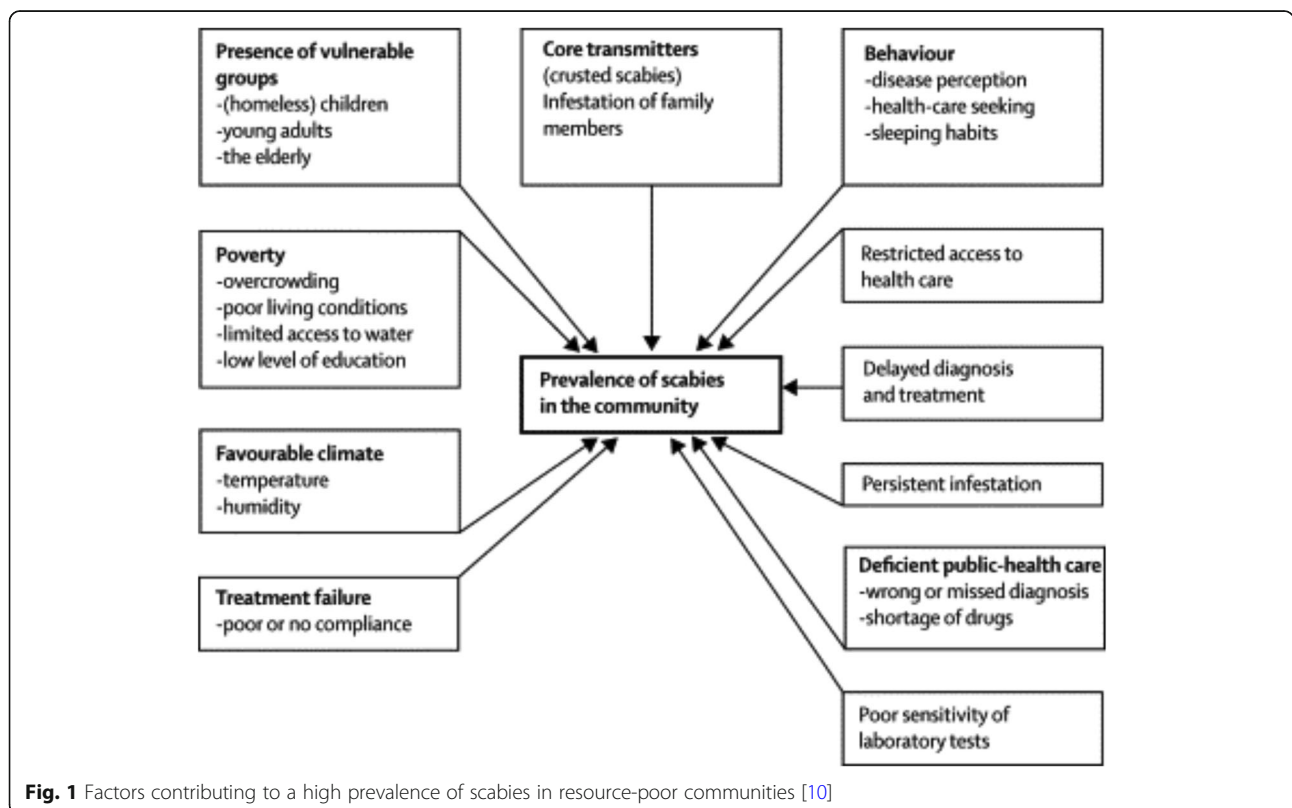 Presence of vulnerable
groups
-(homeless) children
-young adults
-the elderly
Core transmitters
(crusted scabies)
Infestation of family
members
Behaviour
-disease perception
-health-care seeking
-sleeping habits
Poverty
-overcrowding
-poor living conditions
-limited access to water
-low level of education
Restricted access to
health care
Prevalence of scabies
in the community
Delayed diagnosis
and treatment
Favourable climate
-temperature
-humidity
Persistent infestation
Treatment failure
-poor or no compliance
Deficient public-health care
-wrong or missed diagnosis
-shortage of drugs
Poor sensitivity of
laboratory tests
Fig. 1 Factors contributing to a high prevalence of scabies in resource-poor communities [10]